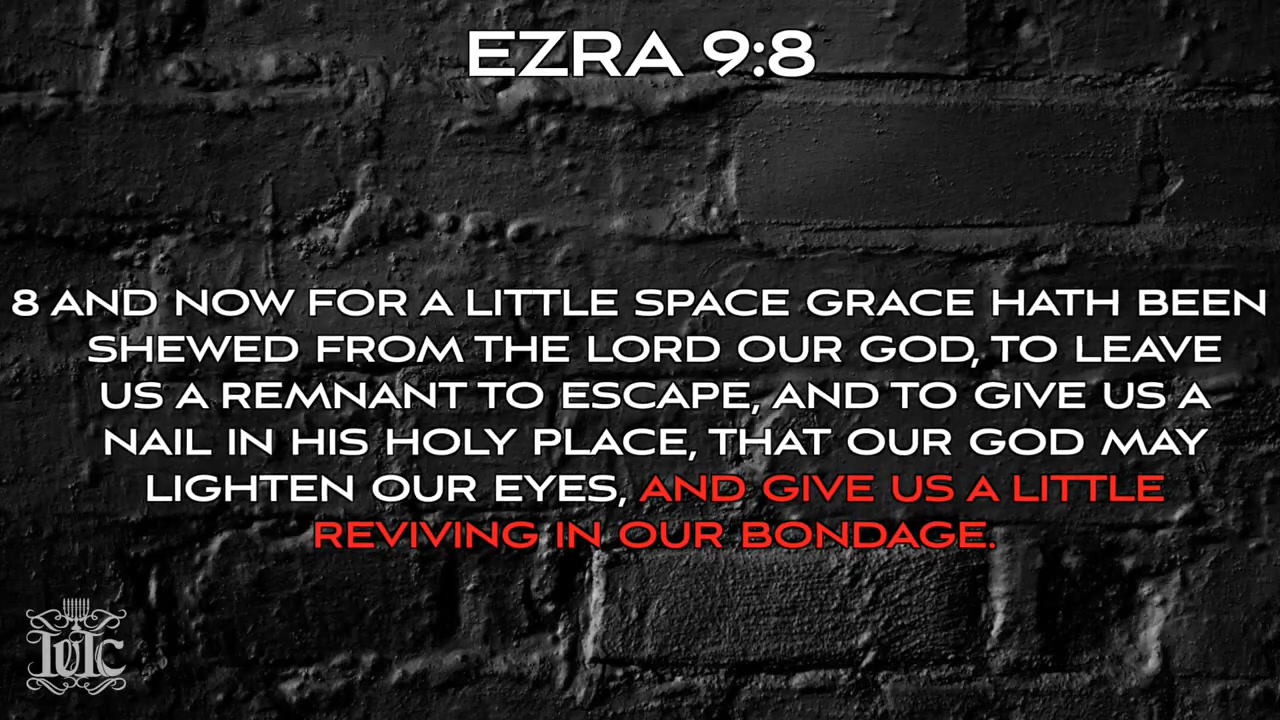 EZRA 9:8
8 AND NOW FOR A LITTLE SPACE GRACE HATH BEEN
SHEWED FROM THE LORD OUR GOD, TO LEAVE
US A REMNANT TO ESCAPE, AND TO GIVE US A
NAIL IN HIS HOLY PLACE, THAT OUR GOD MAY
LIGHTEN OUR EYES, AND GIVE US A LITTLE
REVIVING IN OUR BONDAGE.
IUIC